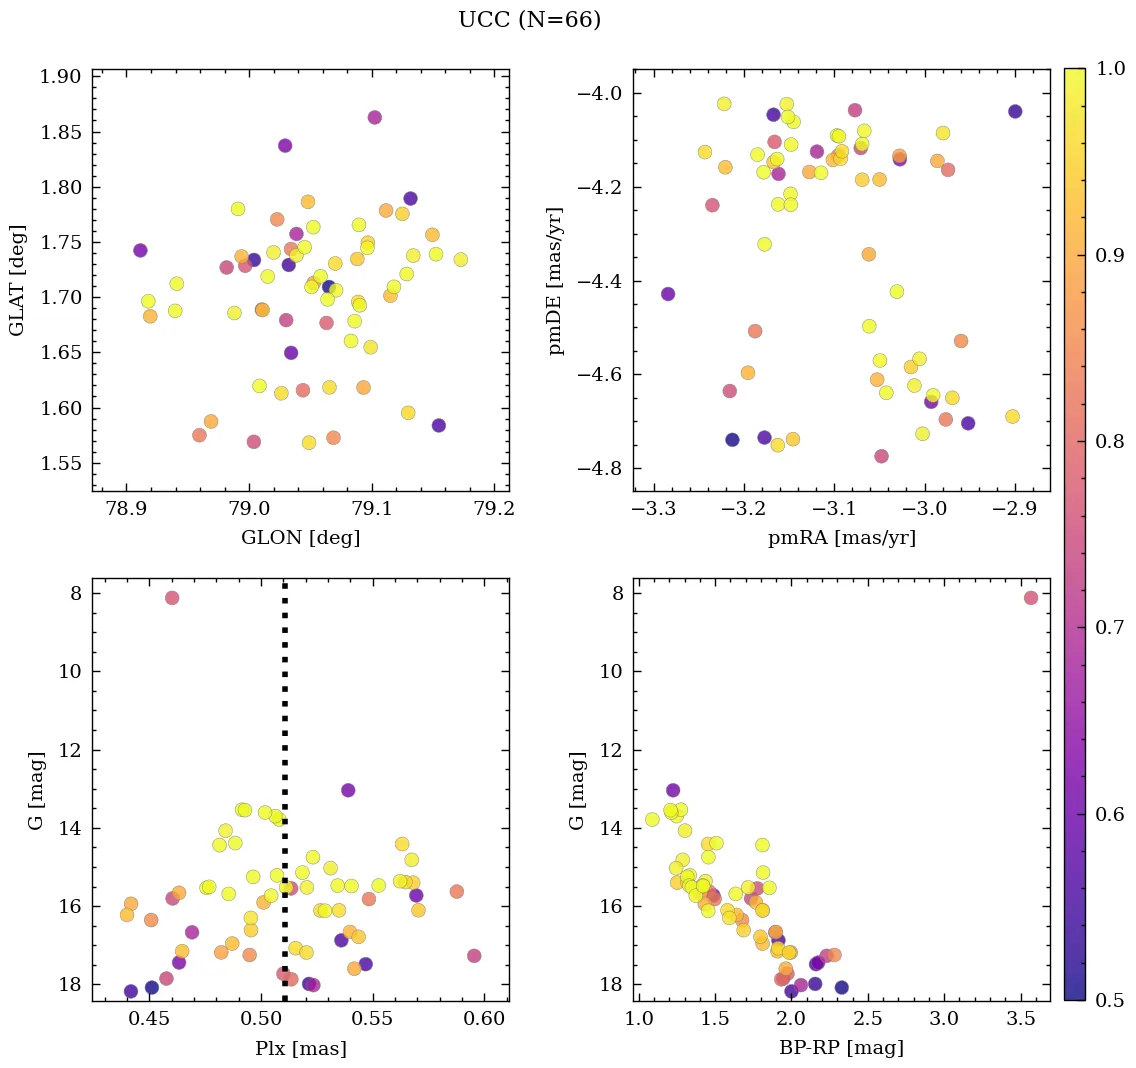 UCC (N=66)
1.90
1.85
1.80
1.75
1.70
1.65
1.60
1.55
GLAT [deg]
78.9 79.0 79.1 79.2
GLON [deg]
−4.0
−4.2
−4.4
−4.6
−4.8
pmDE [mas/yr]
−3.3 −3.2 −3.1 −3.0 −2.9
pmRA [mas/yr]
1.0
0.9
0.8
0.7
0.6
0.5
8
10
12
14
16
18
G [mag]
0.45 0.50 0.55 0.60
Plx [mas]
8
10
12
14
16
18
G [mag]
1.0 1.5 2.0 2.5 3.0 3.5
BP-RP [mag]